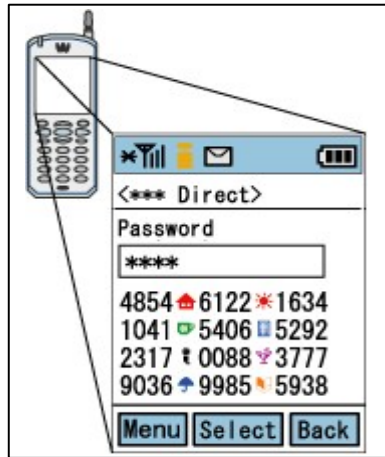 W
<*** Direct>
Password
****
4854 6122 1634
1041 5406 5292
2317 0088 3777
9036 9985 5938
Menu Select Back